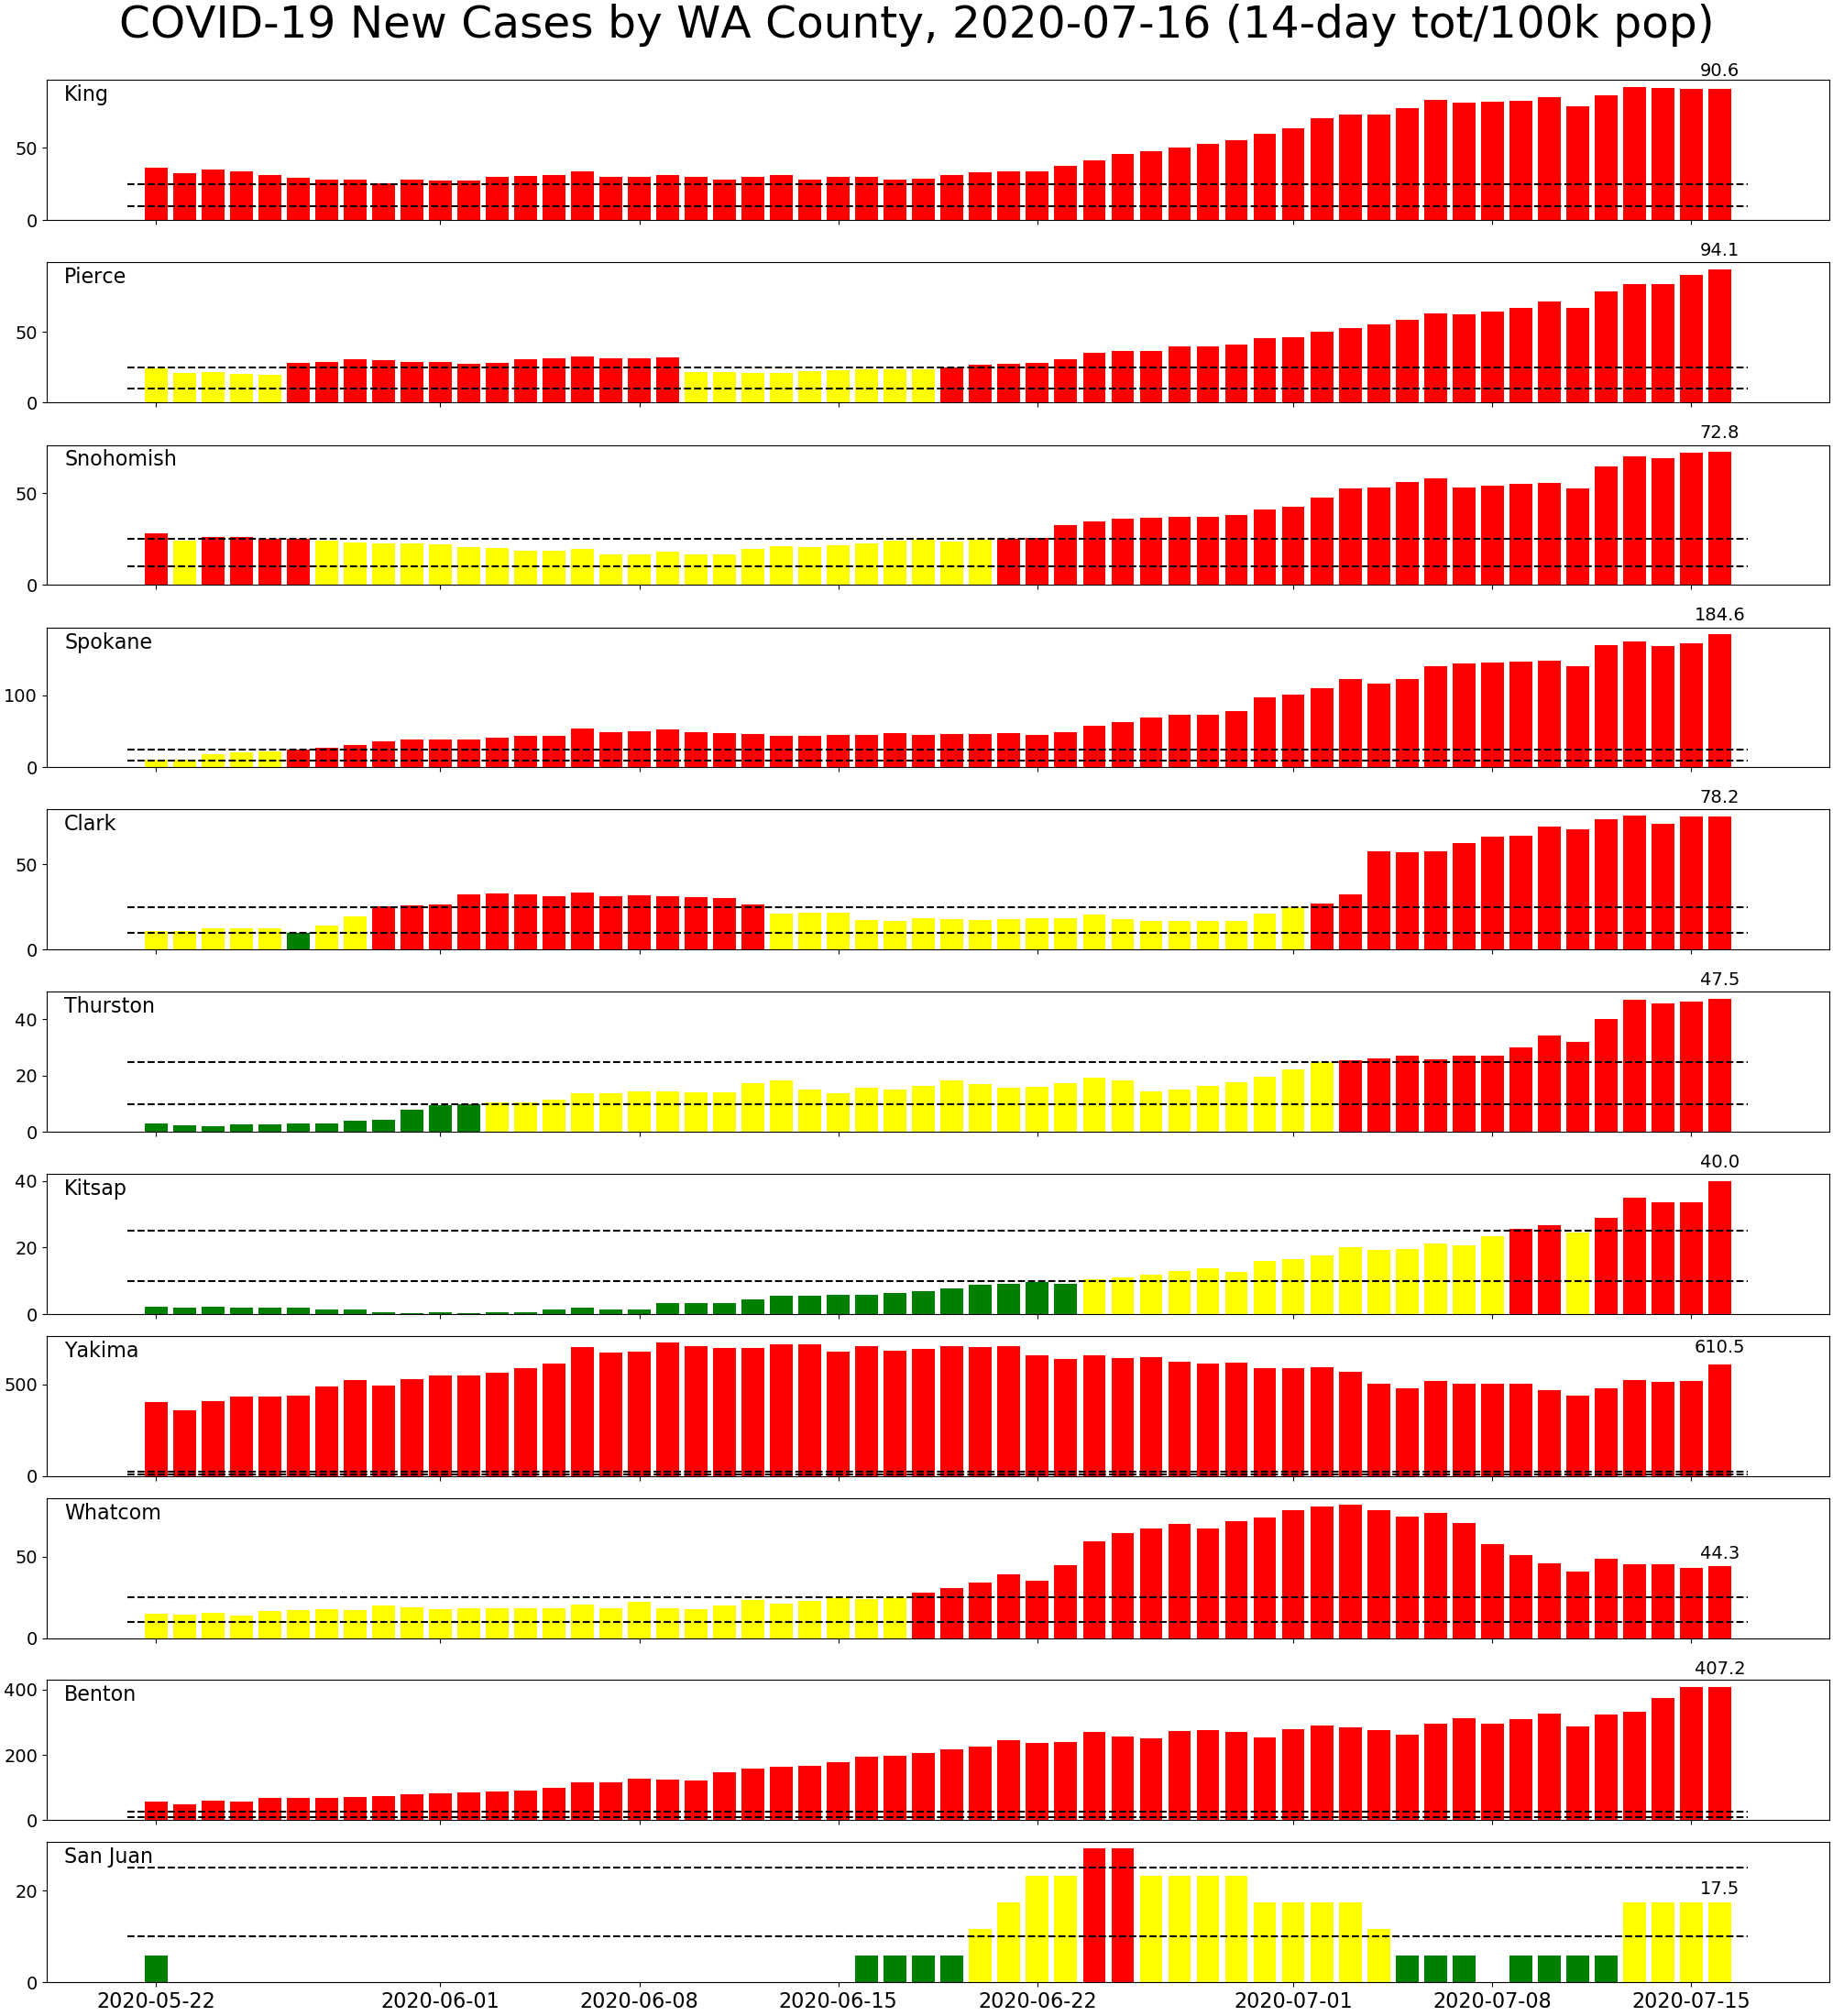 COVID-19 New Cases by WA County, 2020-07-16 (14-day tot/100k pop)
90.6
King
50
0
94.1
Pierce
50
0
72.8
Snohomish
50
0
184.6
Spokane
100
0
78.2
Clark
50
0
47.5
Thurston
40
20
0
40.0
Kitsap
40
20
0
610.5
Yakima
500
0
Whatcom
50
44.3
0
407.2
Benton
400
200
0
San Juan
20
17.5
0
2020-05-22 2020-06-01 2020-06-08 2020-06-15 2020-06-22 2020-07-01 2020-07-08 2020-07-15